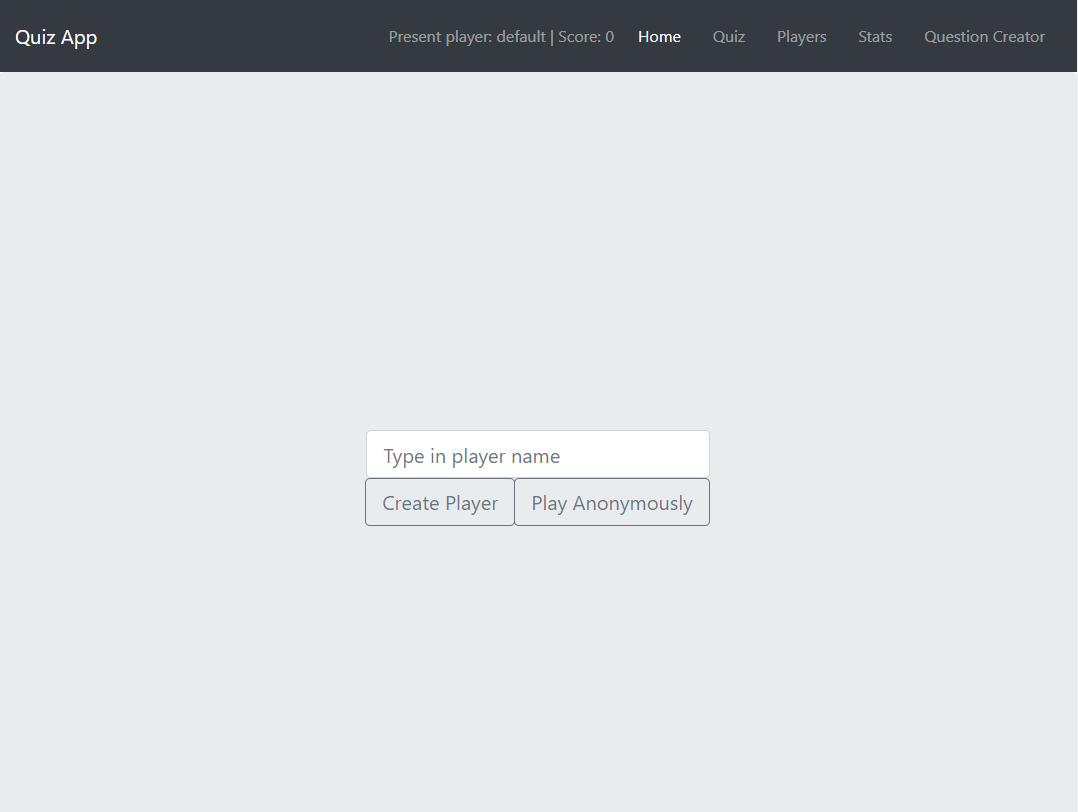 Quiz App Present player: default | Score: 0 Home Quiz Players Stats Question Creator
Type in player name
Create Player Play Anonymously